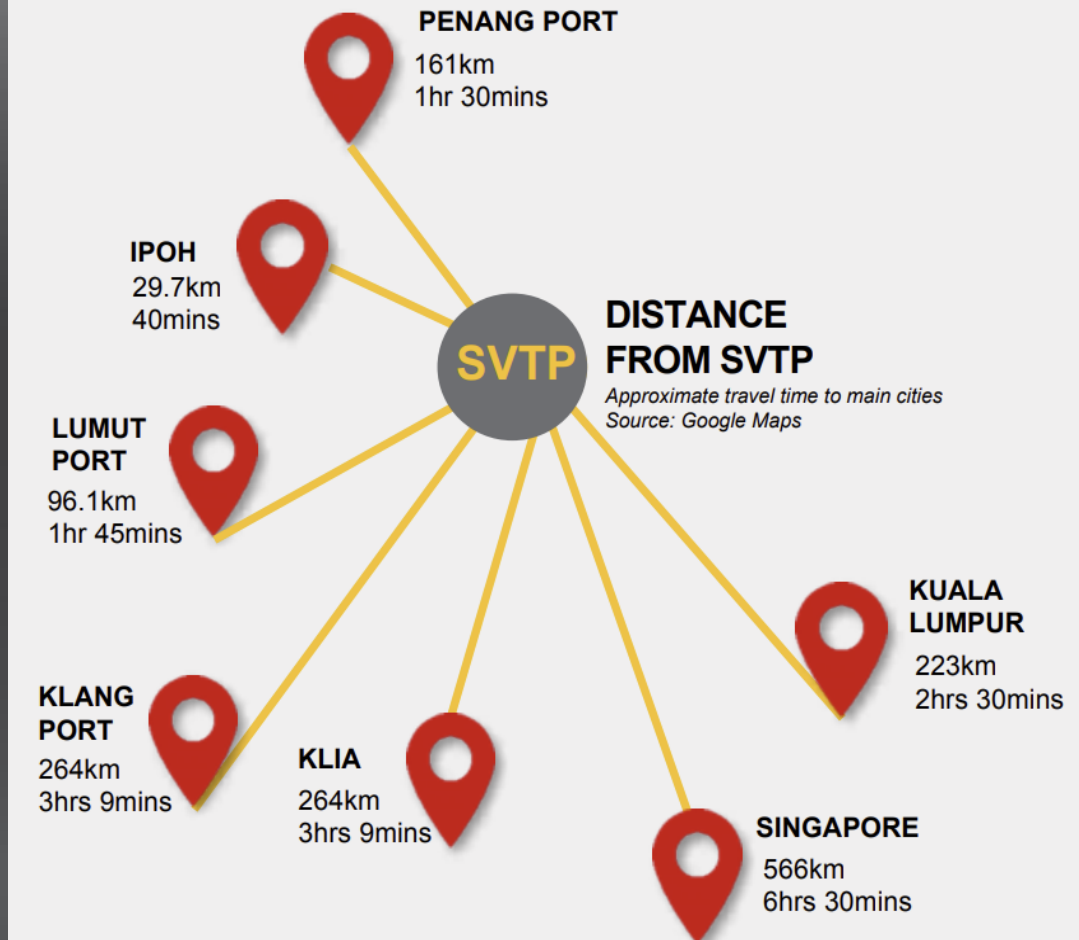 PENANG PORT
161km
1hr 30mins
IPOH
29.7km
40mins
SVTP
DISTANCE
FROM SVTP
Approximate travel time to main cities
Source: Google Maps
LUMUT
PORT
96.1km
1hr 45mins
KUALA
LUMPUR
223km
2hrs 30mins
KLANG
PORT
264km
3hrs 9mins
KLIA
264km
3hrs 9mins
SINGAPORE
566km
6hrs 30mins